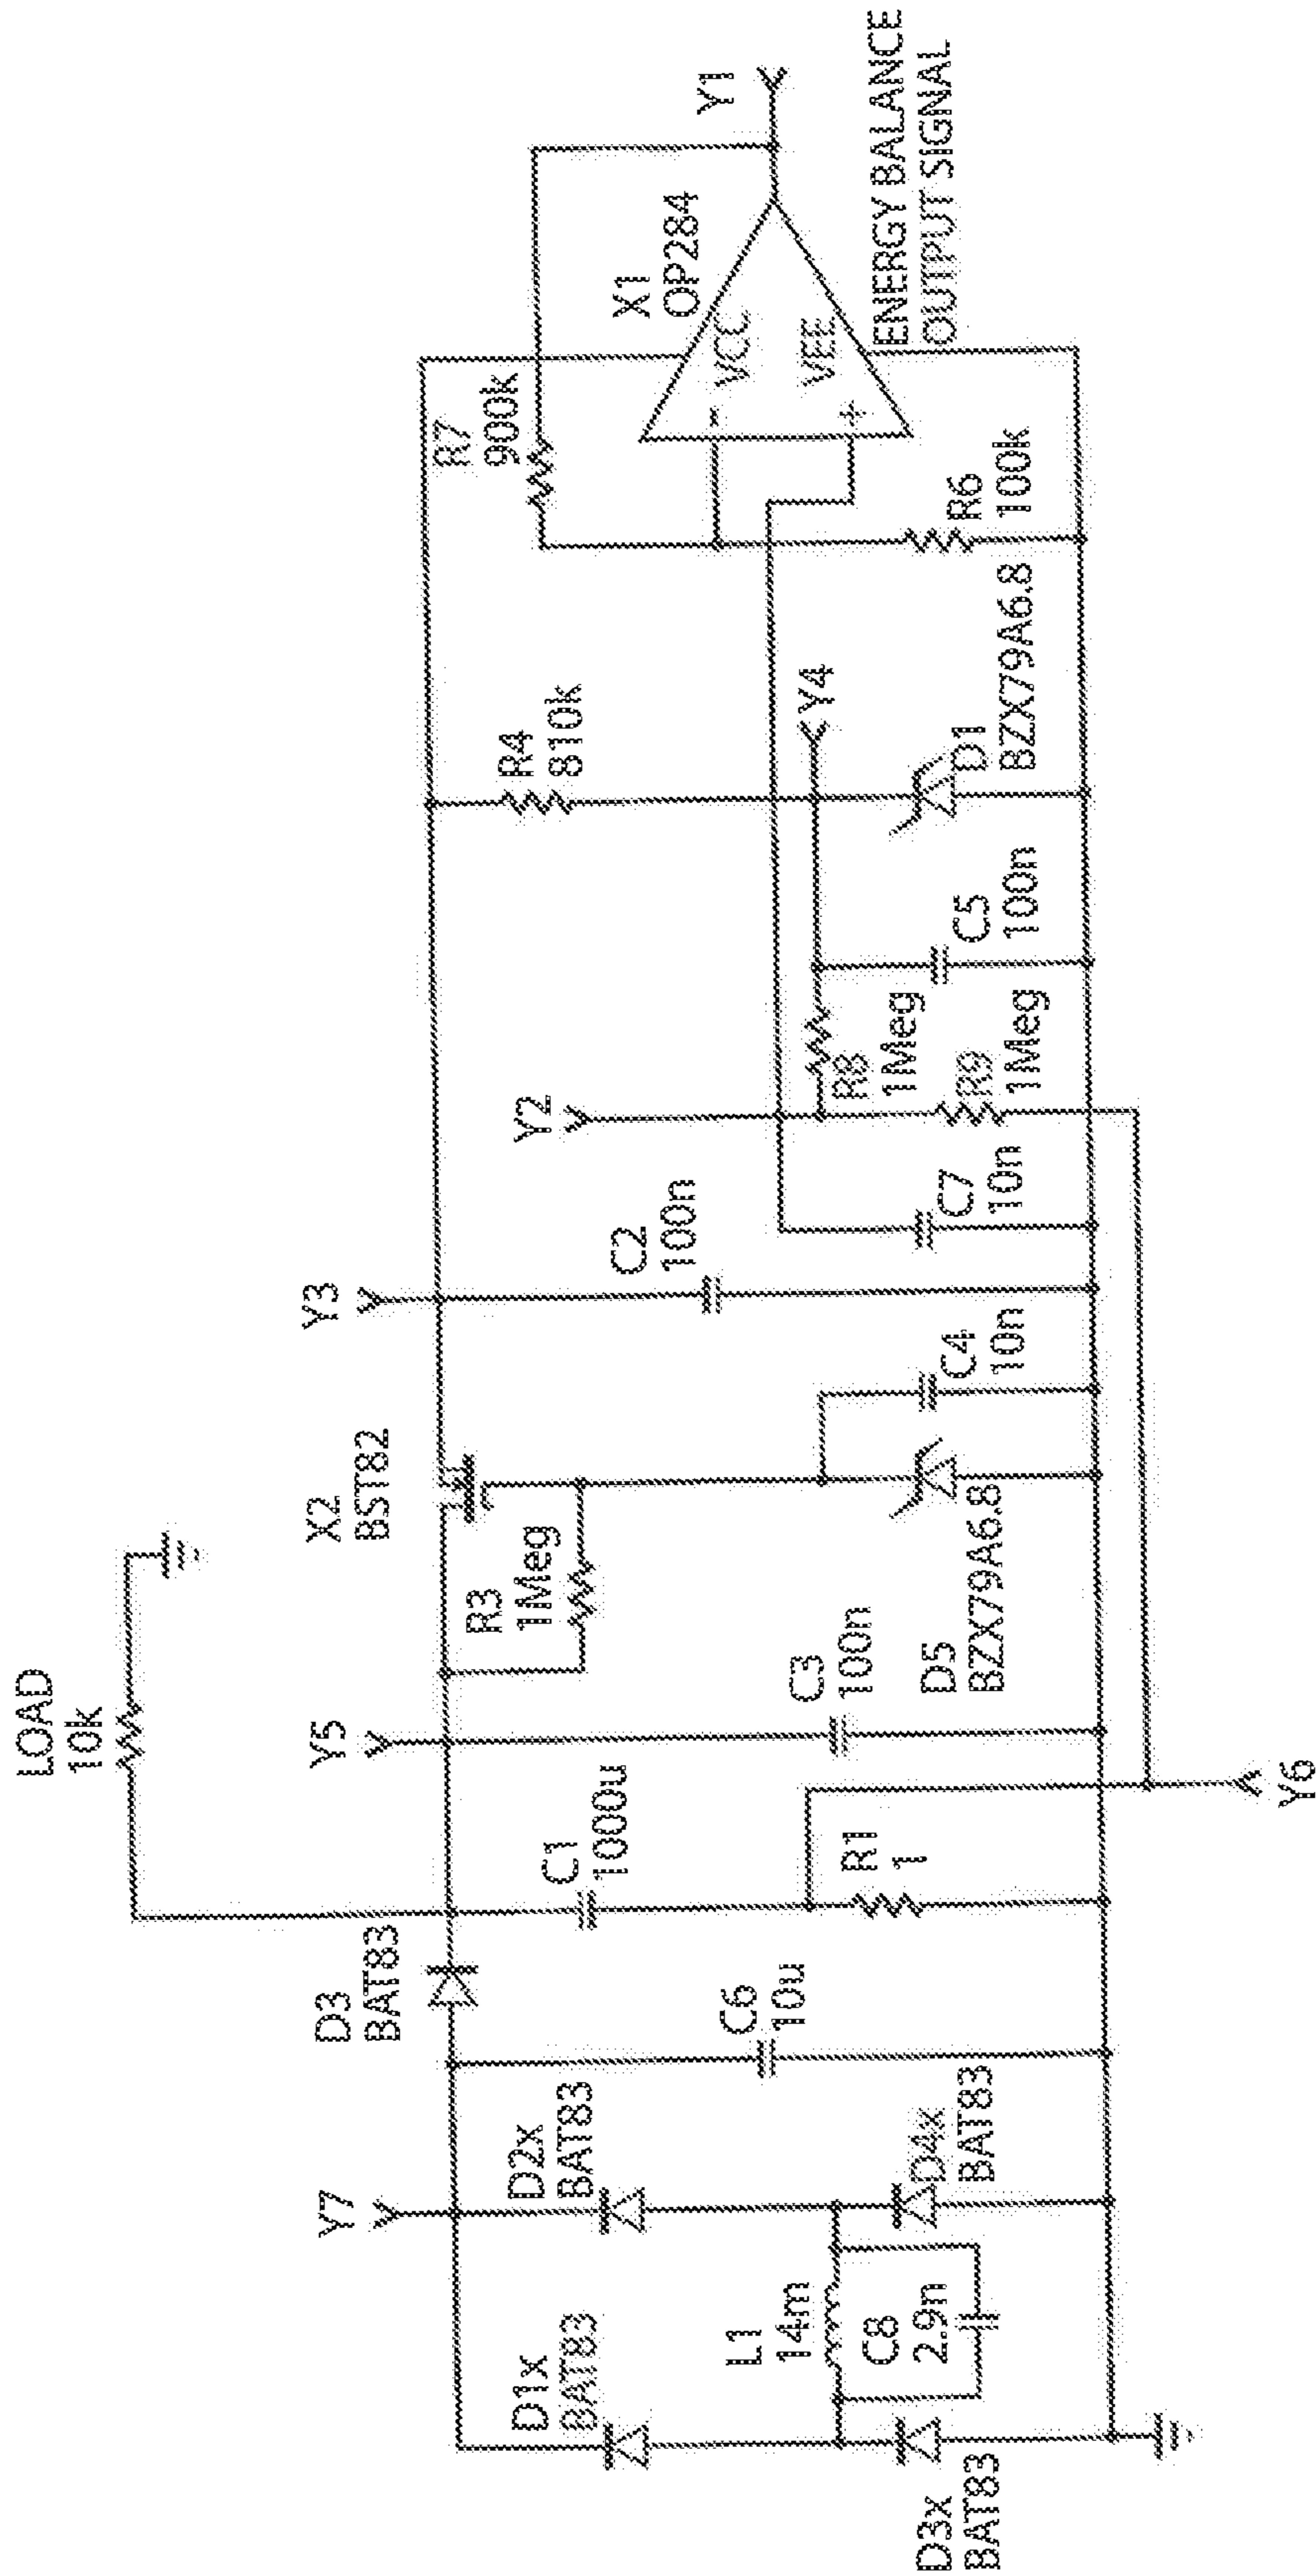 LOAD
10k
Y7
D3
BAT83
Y5
X2
BST82
Y3
D1x
BAT83
D2x
BAT83
C6
10u
C1
1000u
R3
1Meg
C2
100n
Y2
R4
810k
R7
900k
X1
OP284
Y1
VCC
VEE
-
+
ENERGY BALANCE
OUTPUT SIGNAL
L1
14m
C8
2.9n
D3x
BAT83
D4x
BAT83
R1
1
C3
100n
D5
BZX79A6.8
C4
10n
C7
10n
R8
1Meg
R9
1Meg
C5
100n
Y4
D1
BZX79A6.8
R6
100k
Y6